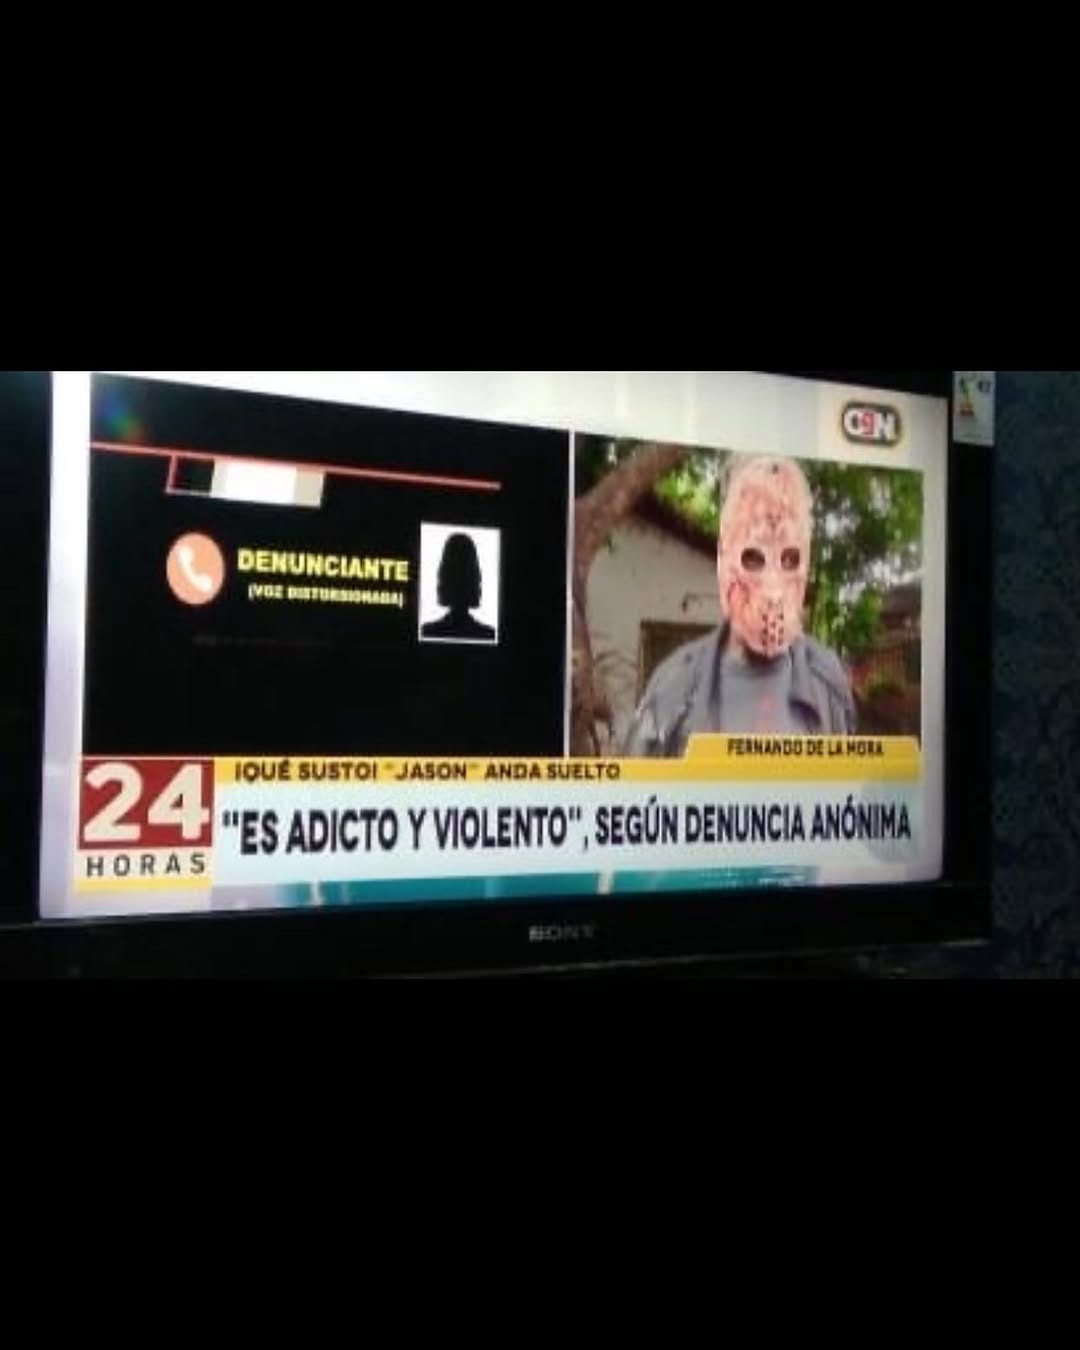 C9N
DENUNCIANTE
(VOZ DISTORSIONADA)
FERNANDO DE LA MORA
¡QUÉ SUSTO! "JASON" ANDA SUELTO
24
HORAS
"ES ADICTO Y VIOLENTO", SEGÚN DENUNCIA ANÓNIMA
SONY